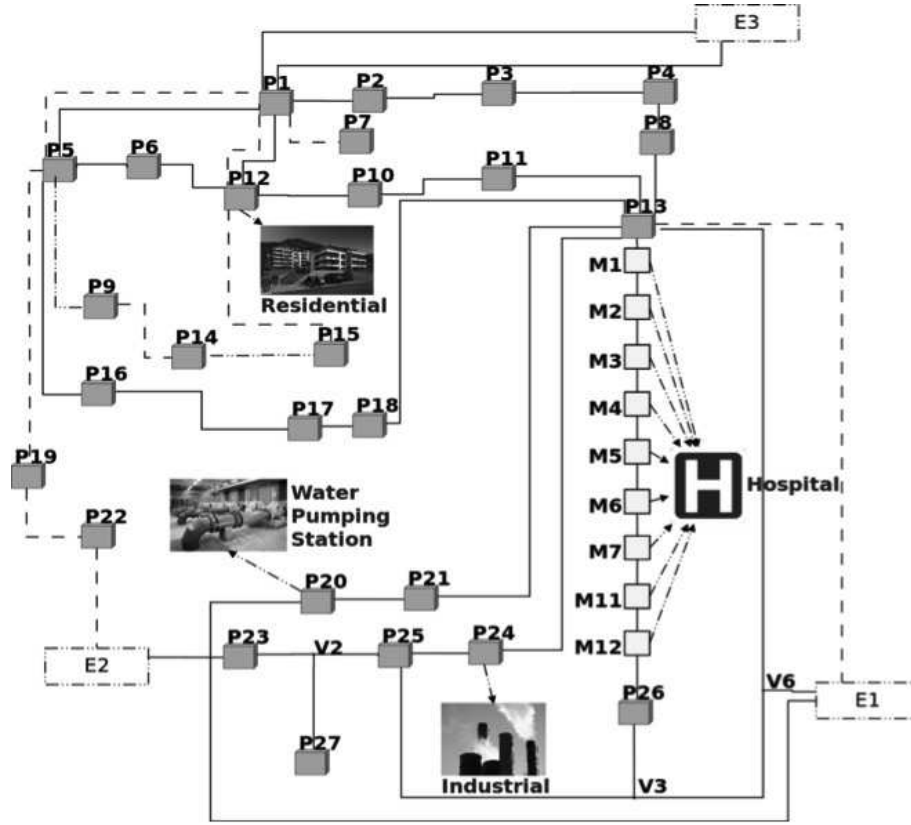 E3
P1
P2
P3
P4
P7
P8
P5
P6
P12
P10
P11
P13
Residential
M1
M2
M3
M4
M5
M6
M7
M11
M12
P9
P14
P15
P16
P17
P18
P19
P22
H
Hospital
Water
Pumping
Station
P20
P21
E2
P23
V2
P25
P24
P26
V6
E1
P27
Industrial
V3